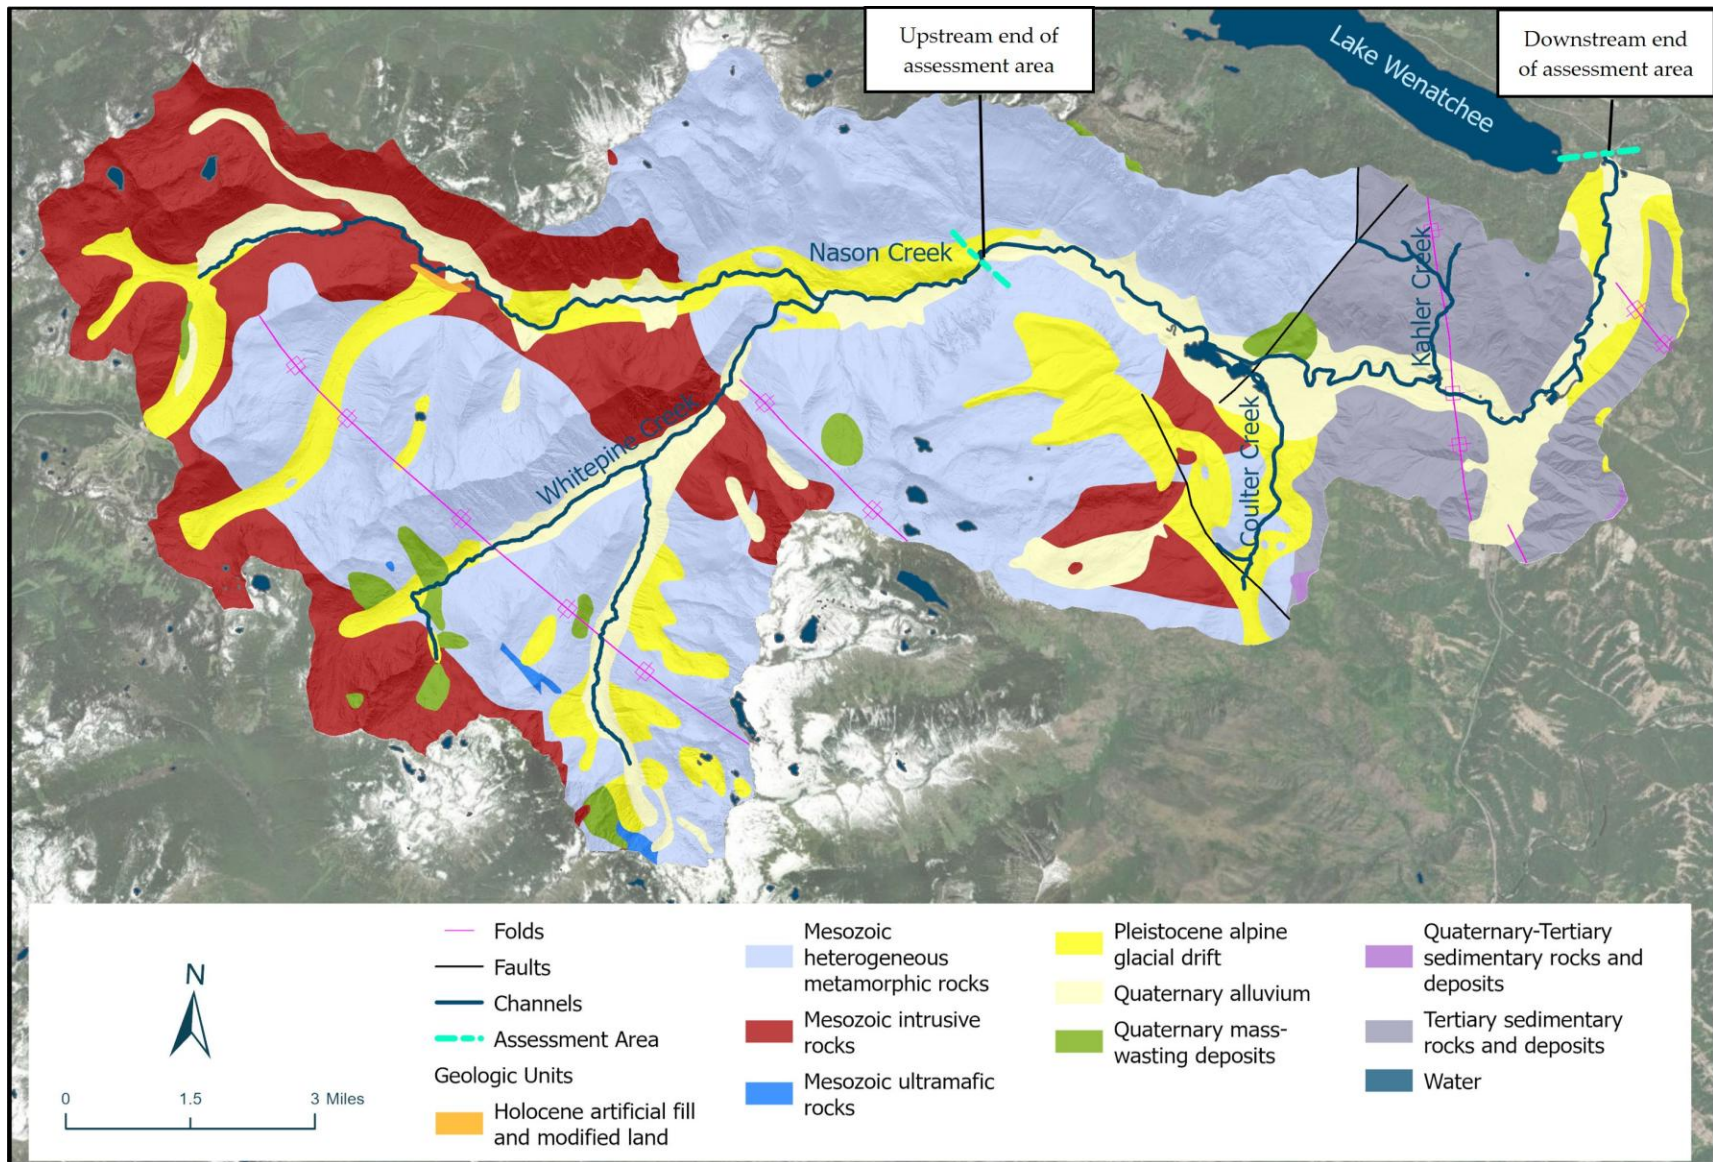 Upstream end of
assessment area
Lake Wenatchee
Downstream end
of assessment area
Nason Creek
Kahler Creek
Whitepine Creek
Coulter Creek
N
0
1.5
3 Miles
Folds
Faults
Channels
Assessment Area
Geologic Units
Holocene artificial fill
and modified land
Mesozoic
heterogeneous
metamorphic rocks
Mesozoic intrusive
rocks
Mesozoic ultramafic
rocks
Pleistocene alpine
glacial drift
Quaternary alluvium
Quaternary mass-
wasting deposits
Quaternary-Tertiary
sedimentary rocks and
deposits
Tertiary sedimentary
rocks and deposits
Water